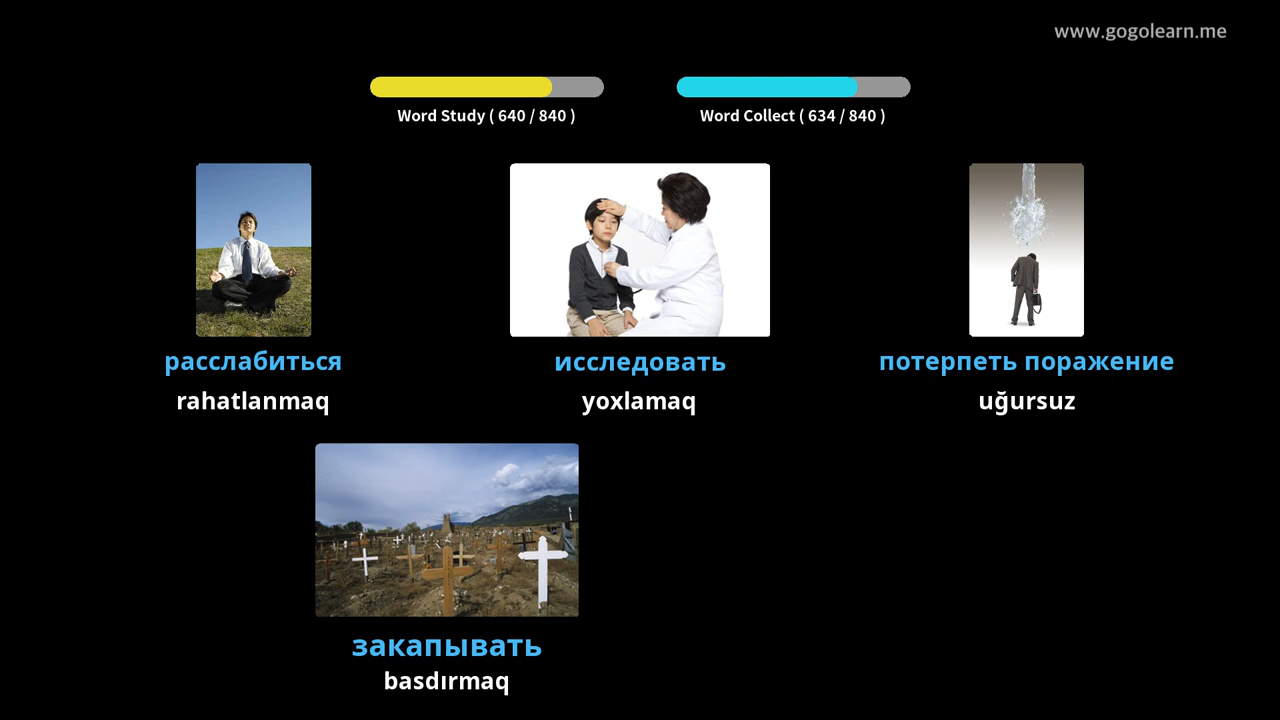 www.gogolearn.me
Word Study ( 640 / 840 )
Word Collect ( 634 / 840 )
расслабиться
rahatlanmaq
исследовать
yoxlamaq
потерпеть поражение
uğursuz
закапывать
basdırmaq